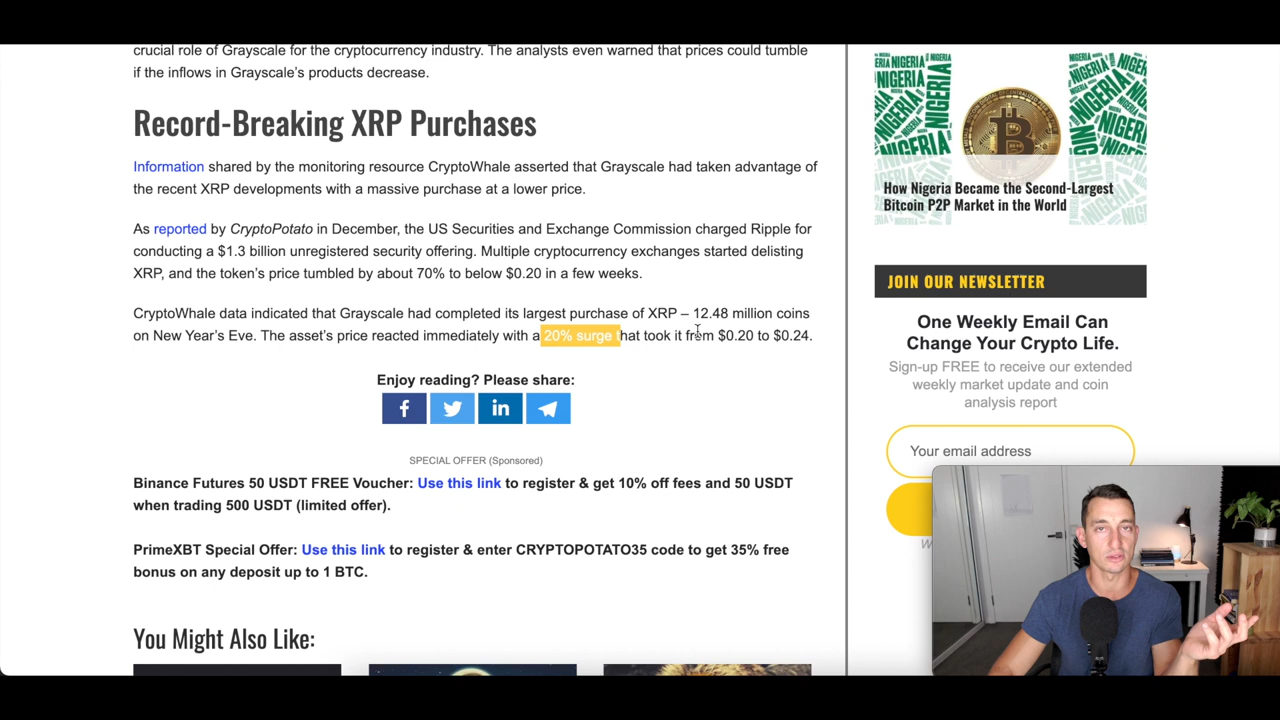 crucial role of Grayscale for the cryptocurrency industry. The analysts even warned that prices could tumble
if the inflows in Grayscale's products decrease.
Record-Breaking XRP Purchases
Information shared by the monitoring resource CryptoWhale asserted that Grayscale had taken advantage of
the recent XRP developments with a massive purchase at a lower price.
As reported by CryptoPotato in December, the US Securities and Exchange Commission charged Ripple for
conducting a $1.3 billion unregistered security offering. Multiple cryptocurrency exchanges started delisting
XRP, and the token's price tumbled by about 70% to below $0.20 in a few weeks.
CryptoWhale data indicated that Grayscale had completed its largest purchase of XRP – 12.48 million coins
on New Year's Eve. The asset's price reacted immediately with a 20% surge that took it from $0.20 to $0.24.
Enjoy reading? Please share:
SPECIAL OFFER (Sponsored)
Binance Futures 50 USDT FREE Voucher: Use this link to register & get 10% off fees and 50 USDT
when trading 500 USDT (limited offer).
PrimeXBT Special Offer: Use this link to register & enter CRYPTOPOTATO35 code to get 35% free
bonus on any deposit up to 1 BTC.
You Might Also Like:
NIGERIA
How Nigeria Became the Second-Largest
Bitcoin P2P Market in the World
JOIN OUR NEWSLETTER
One Weekly Email Can
Change Your Crypto Life.
Sign-up FREE to receive our extended
weekly market update and coin
analysis report
Your email address